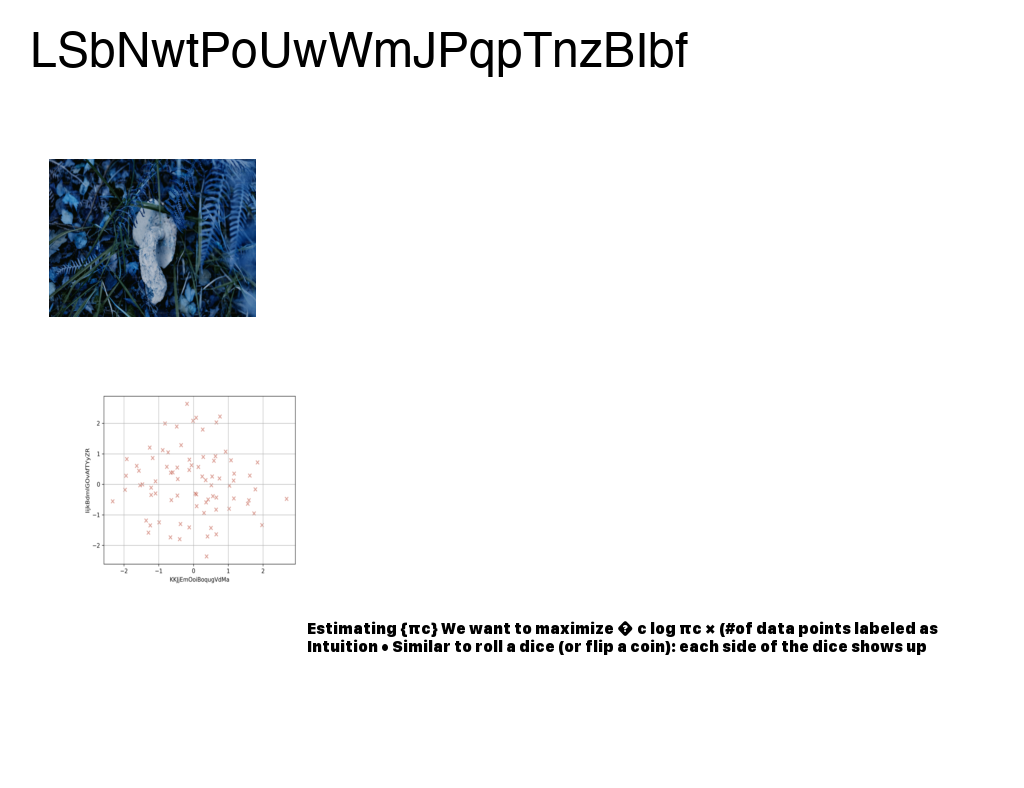 LSbNwtPoUwWmJPqpTnzBIbf
2
1
0
−1
−2
−2 −1 0 1 2
KKJjEmOoiBoqugVdMa
Estimating {πc} We want to maximize � c log πc × (#of data points labeled as
Intuition • Similar to roll a dice (or flip a coin): each side of the dice shows up